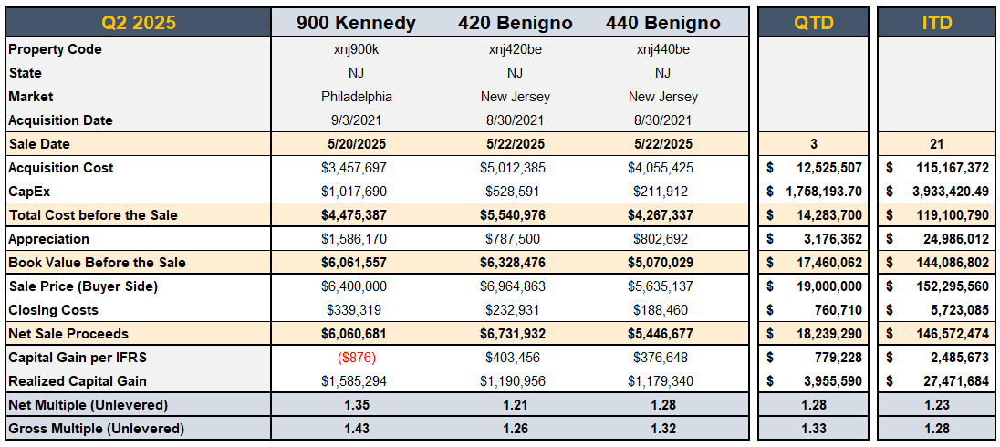 Q2 2025 900 Kennedy 420 Benigno 440 Benigno QTD ITD
Property Code xnj900k xnj420be xnj440be
State NJ NJ NJ
Market Philadelphia New Jersey New Jersey
Acquisition Date 9/3/2021 8/30/2021 8/30/2021
Sale Date 5/20/2025 5/22/2025 5/22/2025 3 21
Acquisition Cost $3,457,697 $5,012,385 $4,055,425 $ 12,525,507 $ 115,167,372
CapEx $1,017,690 $528,591 $211,912 $ 1,758,193.70 $ 3,933,420.49
Total Cost before the Sale $4,475,387 $5,540,976 $4,267,337 $ 14,283,700 $ 119,100,790
Appreciation $1,586,170 $787,500 $802,692 $ 3,176,362 $ 24,986,012
Book Value Before the Sale $6,061,557 $6,328,476 $5,070,029 $ 17,460,062 $ 144,086,802
Sale Price (Buyer Side) $6,400,000 $6,964,863 $5,635,137 $ 19,000,000 $ 152,295,560
Closing Costs $339,319 $232,931 $188,460 $ 760,710 $ 5,723,085
Net Sale Proceeds $6,060,681 $6,731,932 $5,446,677 $ 18,239,290 $ 146,572,474
Capital Gain per IFRS ($876) $403,456 $376,648 $ 779,228 $ 2,485,673
Realized Capital Gain $1,585,294 $1,190,956 $1,179,340 $ 3,955,590 $ 27,471,684
Net Multiple (Unlevered) 1.35 1.21 1.28 1.28 1.23
Gross Multiple (Unlevered) 1.43 1.26 1.32 1.33 1.28